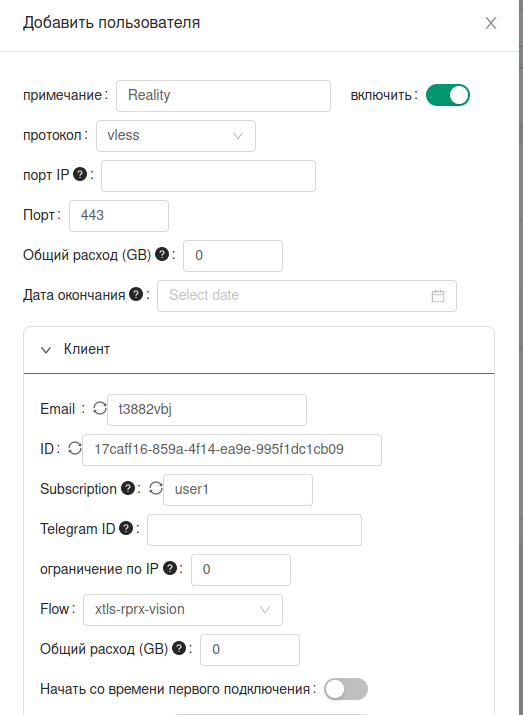 Добавить пользователя
примечание: Reality включить:
протокол: vless
порт IP ? :
Порт: 443
Общий расход (GB) ? : 0
Дата окончания ? : Select date
Клиент
Email : t3882vbj
ID: 17caff16-859a-4f14-ea9e-995f1dc1cb09
Subscription ? : user1
Telegram ID ? :
ограничение по IP ? : 0
Flow: xtls-rprx-vision
Общий расход (GB) ? : 0
Начать со времени первого подключения: